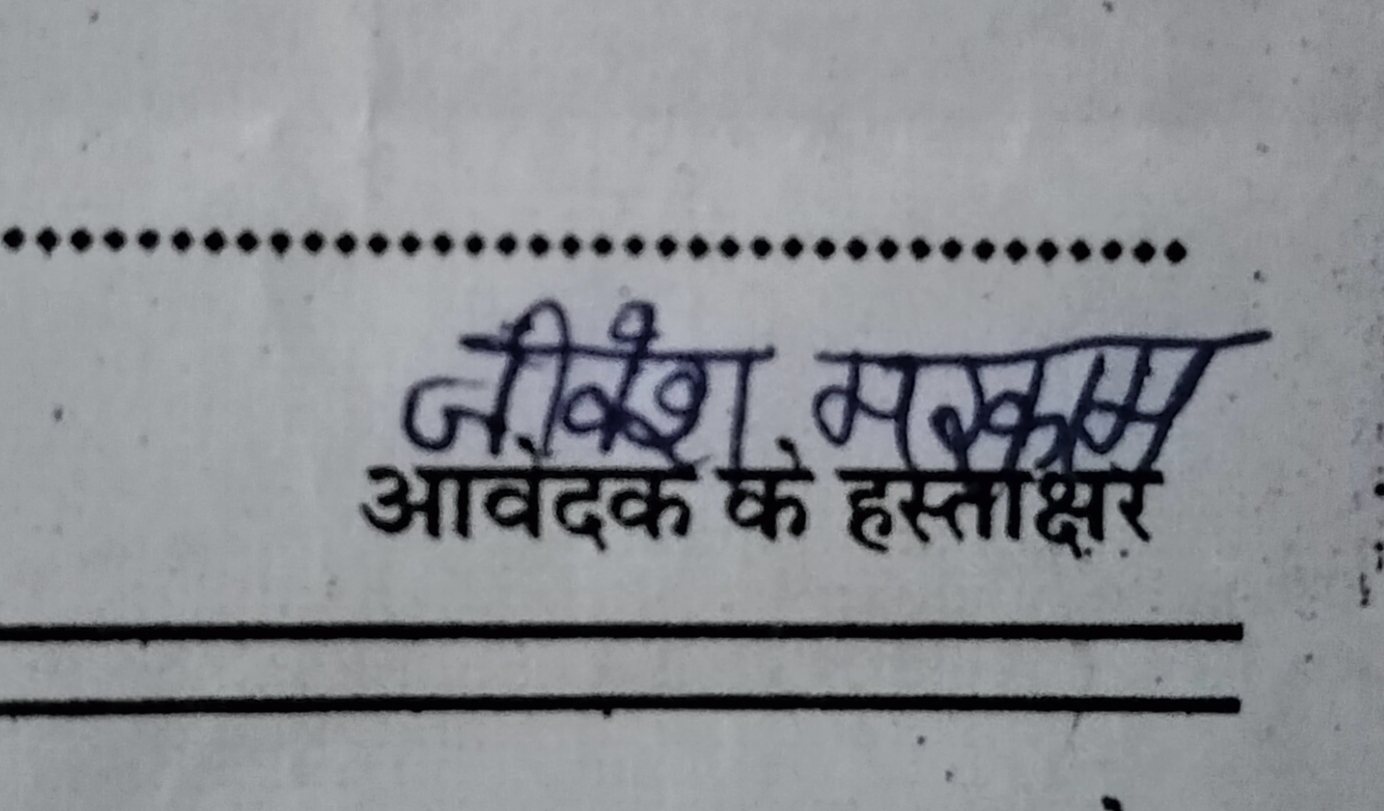 जीवेश मरकाम
आवेदक के हस्ताक्षर